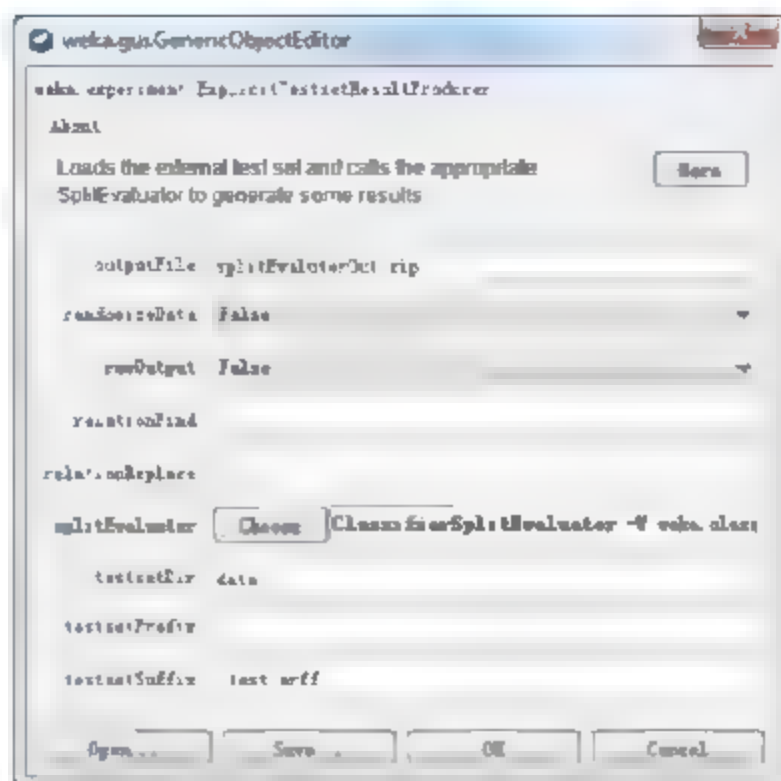 weka.gui.GenericObjectEditor
weka.experiment.ExplicitTestsetResultProducer
About
Loads the external test set and calls the appropriate
SplitEvaluator to generate some results
More
outputFile splitEvalutorOut.zip
randomizeData False
rawOutput False
relationFind
relationReplace
splitEvaluator Choose ClassifierSplitEvaluator -W weka.class
testsetDir data
testsetPrefix
testsetSuffix _test.arff
Open... Save... OK Cancel